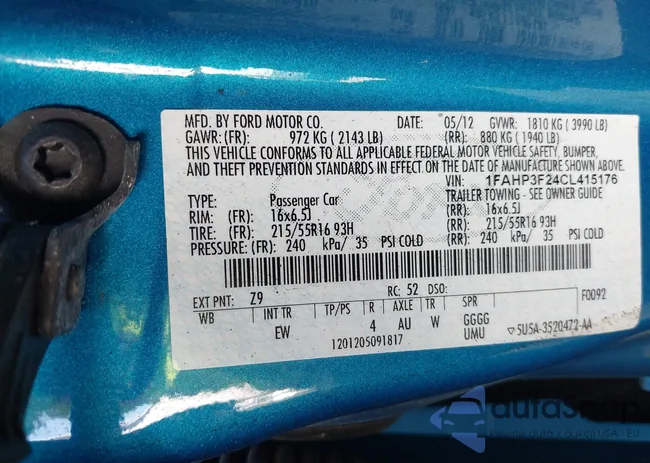 MFD. BY FORD MOTOR CO. DATE: 05/12 GVWR: 1810 KG ( 3990 LB)
GAWR: (FR): 972 KG ( 2143 LB) (RR): 880 KG ( 1940 LB)
THIS VEHICLE CONFORMS TO ALL APPLICABLE FEDERAL MOTOR VEHICLE SAFETY, BUMPER,
AND THEFT PREVENTION STANDARDS IN EFFECT ON THE DATE OF MANUFACTURE SHOWN ABOVE.
VIN: 1FAHP3F24CL415176
TYPE: Passenger Car TRAILER TOWING - SEE OWNER GUIDE
RIM: (FR): 16x6.5J (RR): 16x6.5J
TIRE: (FR): 215/55R16 93H (RR): 215/55R16 93H
PRESSURE: (FR): 240 kPa/ 35 PSI COLD (RR): 240 kPa/ 35 PSI COLD
EXT PNT: Z9 RC: 52 DSO: F0092
WB INT TR TP/PS R AXLE TR SPR
EW 4 AU W GGGG
UMU 5U5A-3520472-AA
1201205091817
autoSnap